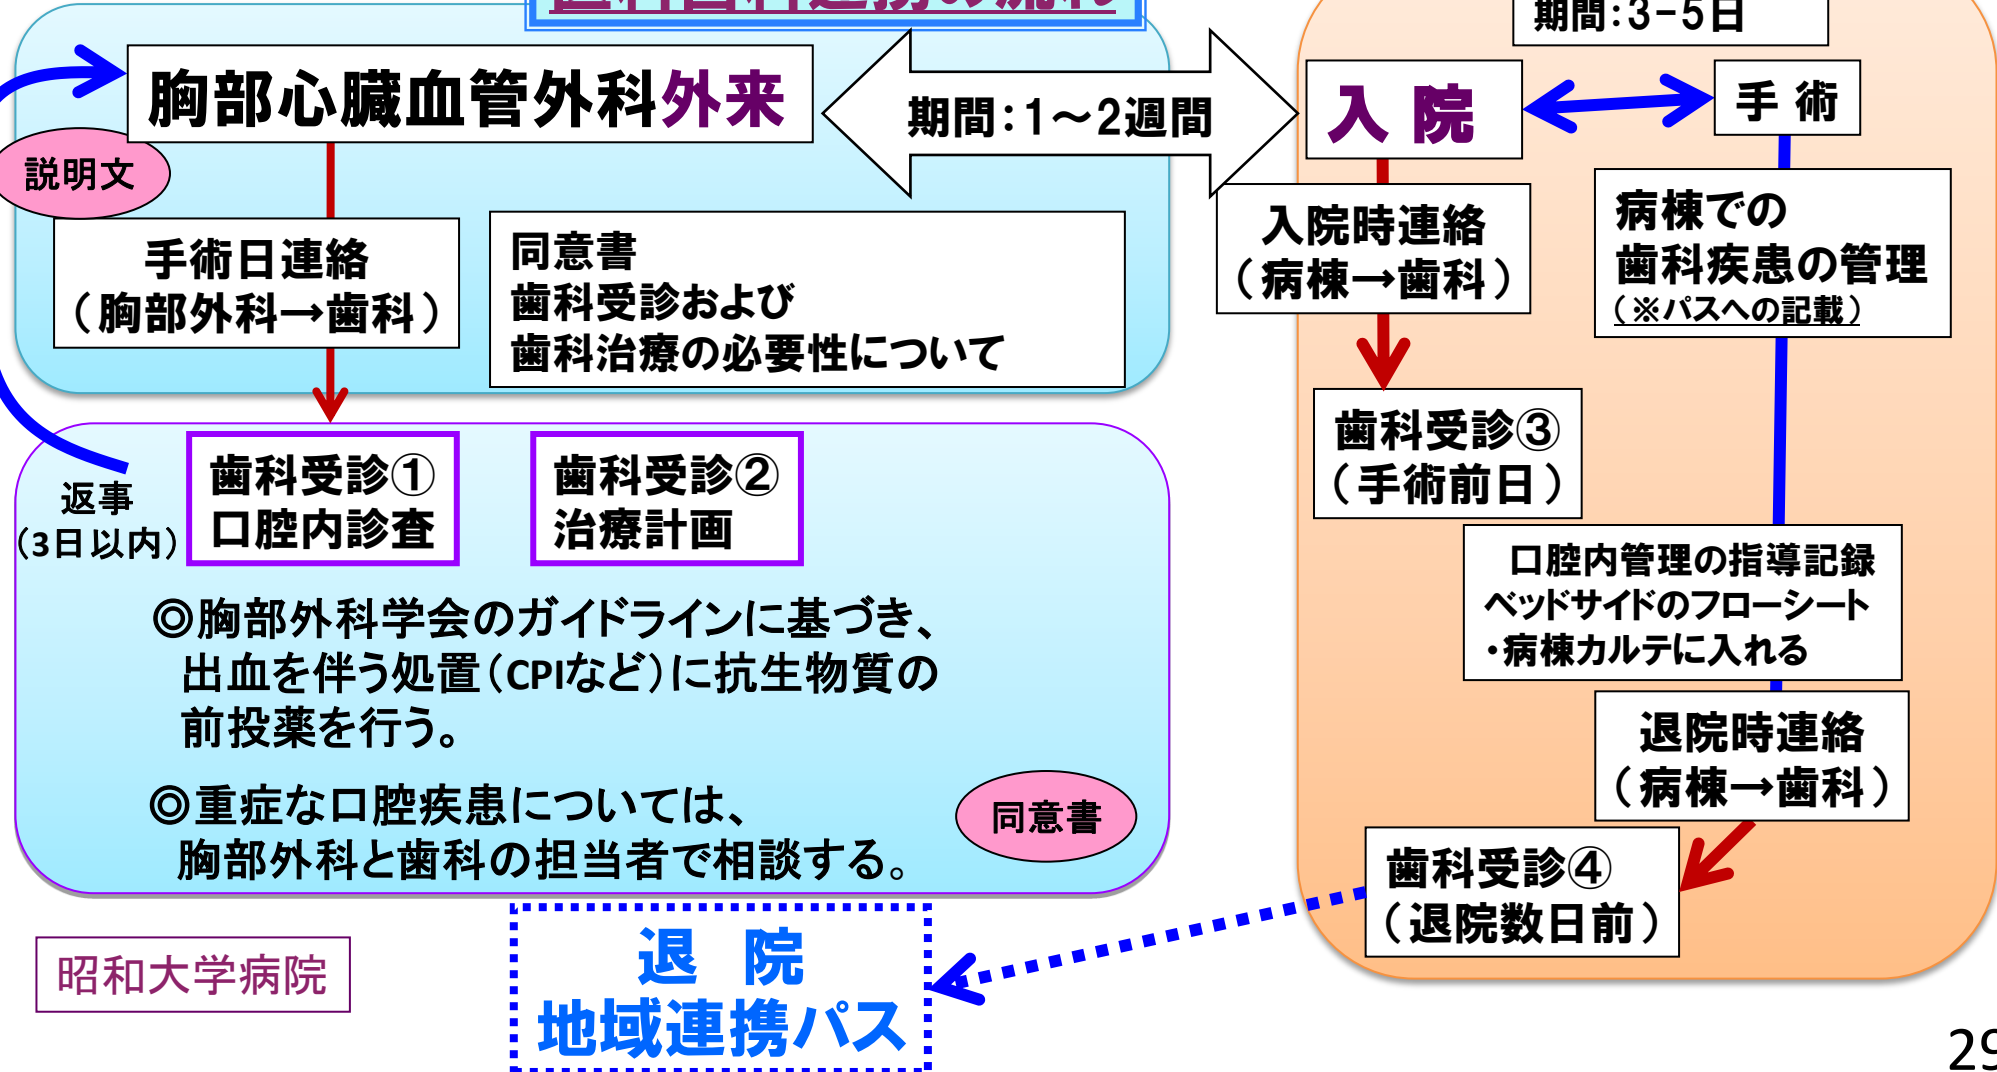 医科歯科連携の流れ
期間:3-5日
胸部心臓血管外科外来
期間:1～2週間
入 院
手 術
説明文
手術日連絡
(胸部外科→歯科)
同意書
歯科受診および
歯科治療の必要性について
入院時連絡
(病棟→歯科)
病棟での
歯科疾患の管理
(※パスへの記載)
歯科受診③
(手術前日)
返事
(3日以内)
歯科受診①
口腔内診査
歯科受診②
治療計画
口腔内管理の指導記録
ベッドサイドのフローシート
・病棟カルテに入れる
◎胸部外科学会のガイドラインに基づき、
出血を伴う処置(CPIなど)に抗生物質の
前投薬を行う。
◎重症な口腔疾患については、
胸部外科と歯科の担当者で相談する。
同意書
退院時連絡
(病棟→歯科)
歯科受診④
(退院数日前)
昭和大学病院
退 院
地域連携パス
29